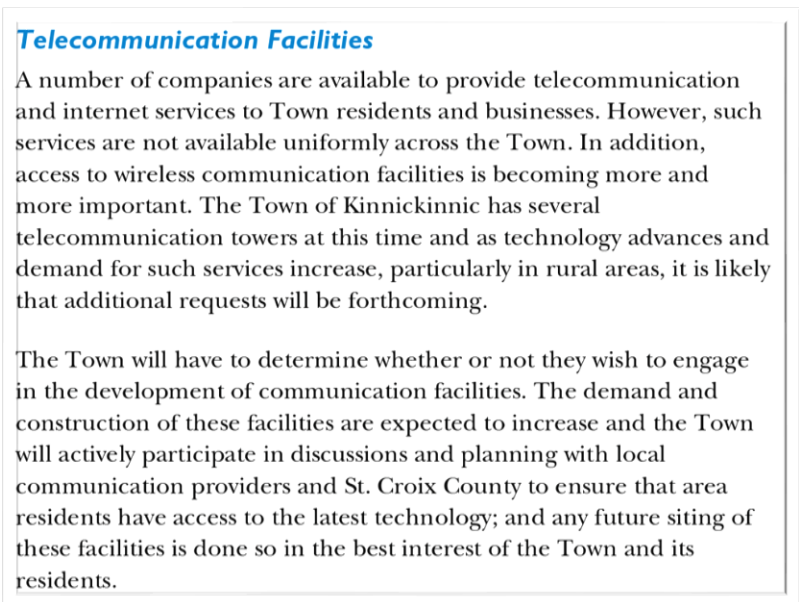 Telecommunication Facilities
A number of companies are available to provide telecommunication
and internet services to Town residents and businesses. However, such
services are not available uniformly across the Town. In addition,
access to wireless communication facilities is becoming more and
more important. The Town of Kinnickinnic has several
telecommunication towers at this time and as technology advances and
demand for such services increase, particularly in rural areas, it is likely
that additional requests will be forthcoming.
The Town will have to determine whether or not they wish to engage
in the development of communication facilities. The demand and
construction of these facilities are expected to increase and the Town
will actively participate in discussions and planning with local
communication providers and St. Croix County to ensure that area
residents have access to the latest technology; and any future siting of
these facilities is done so in the best interest of the Town and its
residents.